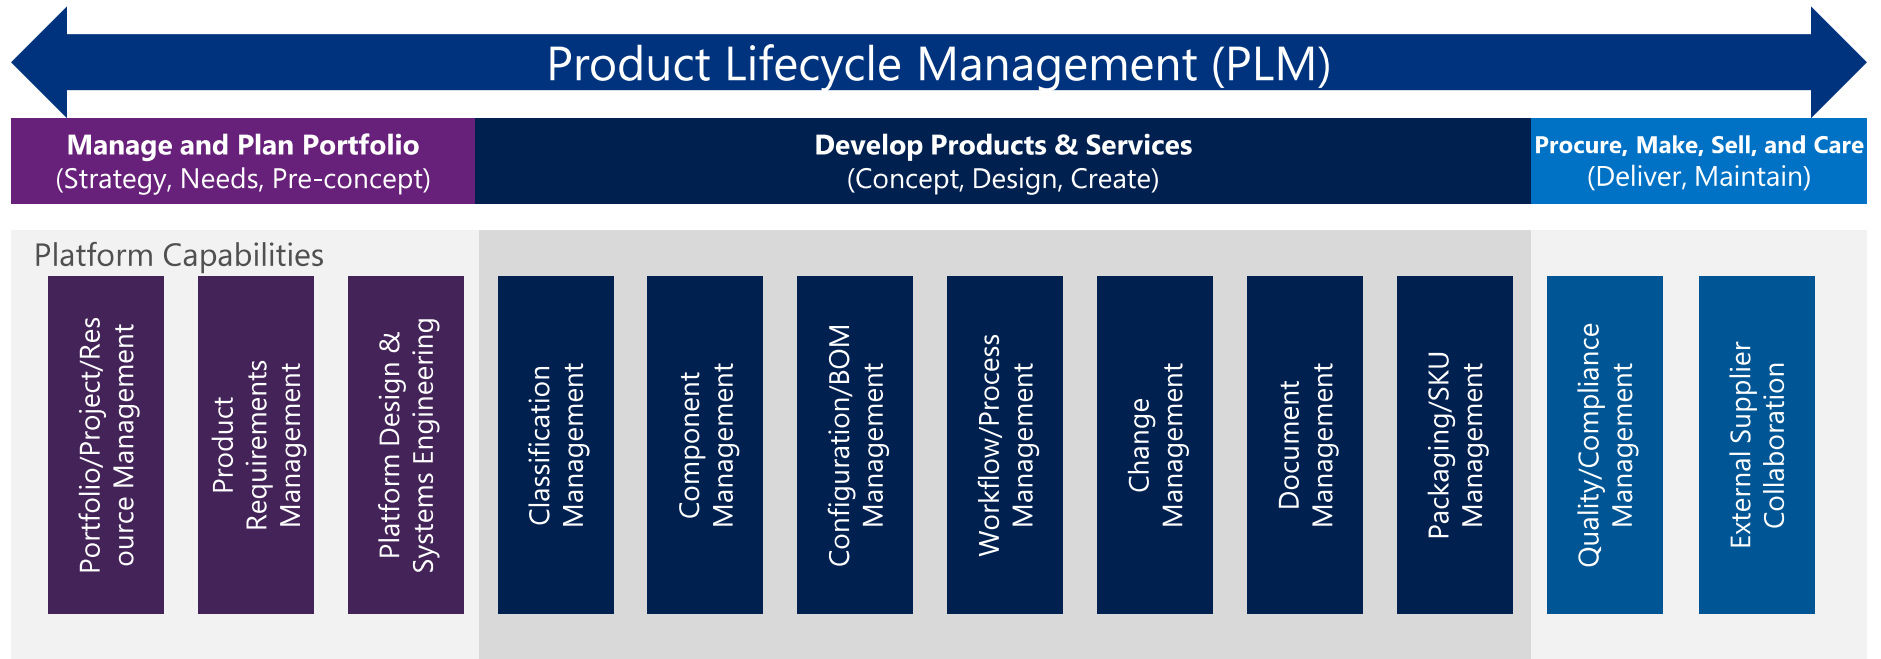 Product Lifecycle Management (PLM)
Manage and Plan Portfolio
(Strategy, Needs, Pre-concept)
Develop Products & Services
(Concept, Design, Create)
Procure, Make, Sell, and Care
(Deliver, Maintain)
Platform Capabilities
Portfolio/Project/Res
ource Management
Product
Requirements
Management
Platform Design &
Systems Engineering
Classification
Management
Component
Management
Configuration/BOM
Management
Workflow/Process
Management
Change
Management
Document
Management
Packaging/SKU
Management
Quality/Compliance
Management
External Supplier
Collaboration